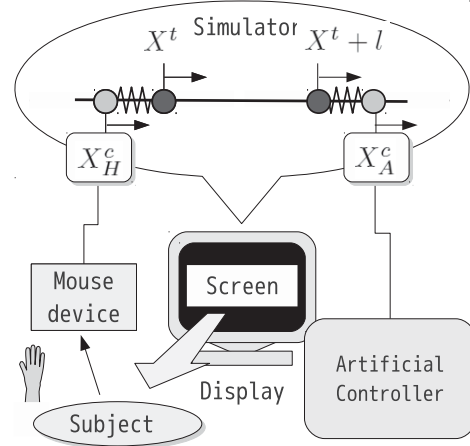 Simulator
X^t
X^t + l
X^c_H
X^c_A
Mouse
device
Screen
Artificial
Controller
Display
Subject